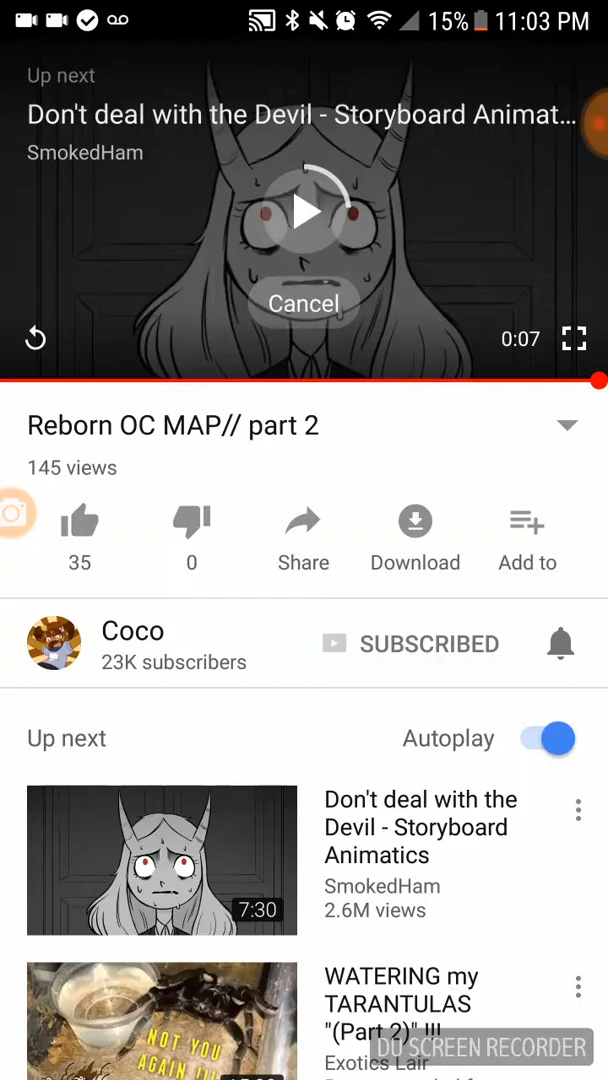 15% 11:03 PM
Up next
Don't deal with the Devil - Storyboard Animat...
SmokedHam
Cancel
0:07
Reborn OC MAP// part 2
145 views
35
0
Share
Download
Add to
Coco
23K subscribers
SUBSCRIBED
Up next
Autoplay
7:30
Don't deal with the
Devil - Storyboard
Animatics
SmokedHam
2.6M views
NOT YOU
AGAIN !!!
WATERING my
TARANTULAS
"(Part 2)" !!!
Exotics Lair
DU SCREEN RECORDER